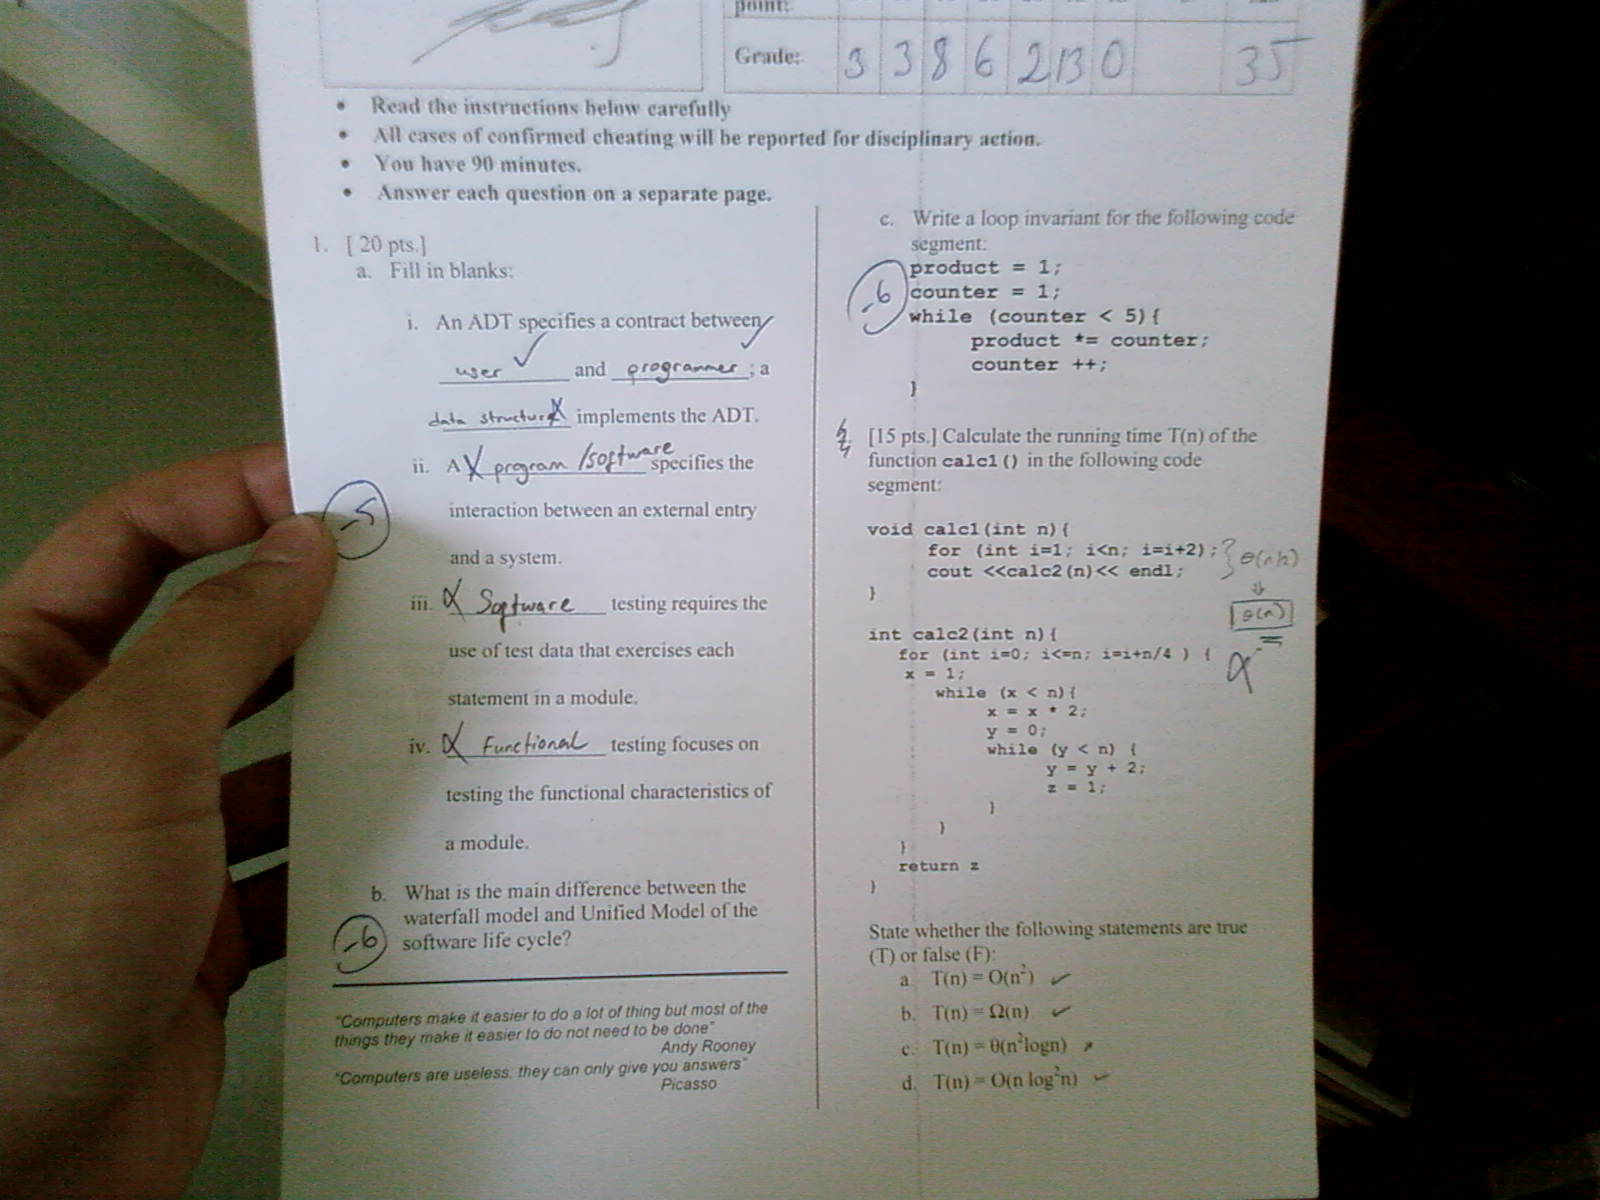 point:
Grade: 3 3 8 6 2 13 0 35
• Read the instructions below carefully
• All cases of confirmed cheating will be reported for disciplinary action.
• You have 90 minutes.
• Answer each question on a separate page.
1. [ 20 pts.]
a. Fill in blanks:
i. An ADT specifies a contract between
user and programmer ; a
data structure implements the ADT.
ii. A program /software specifies the
interaction between an external entry
-5
and a system.
iii. Software testing requires the
use of test data that exercises each
statement in a module.
iv. Functional testing focuses on
testing the functional characteristics of
a module.
b. What is the main difference between the
waterfall model and Unified Model of the
-6 software life cycle?
"Computers make it easier to do a lot of thing but most of the
things they make it easier to do not need to be done"
Andy Rooney
"Computers are useless: they can only give you answers"
Picasso
c. Write a loop invariant for the following code
segment:
product = 1;
-6 counter = 1;
while (counter < 5){
product *= counter;
counter ++;
}
[15 pts.] Calculate the running time T(n) of the
function calc1() in the following code
segment:
void calc1(int n){
for (int i=1; i<n; i=i+2); } θ(n/2)
cout <<calc2(n)<< endl;
}
θ(n)
int calc2(int n){
for (int i=0; i<=n; i=i+n/4 ) {
x = 1;
while (x < n){
x = x * 2;
y = 0;
while (y < n) {
y = y + 2;
z = 1;
}
}
}
return z
}
State whether the following statements are true
(T) or false (F):
a. T(n) = O(n²)
b. T(n) = Ω(n)
c. T(n) = θ(n²logn)
d. T(n) = O(n log²n)